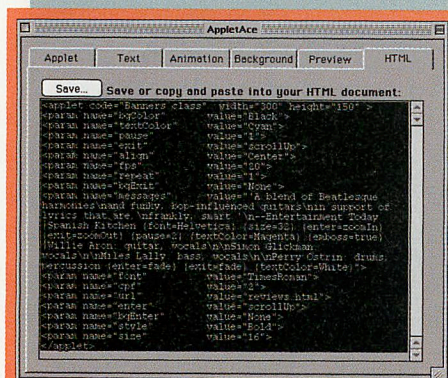 AppletAce
Applet Text Animation Background Preview HTML
Save... Save or copy and paste into your HTML document:
<applet code="Banners.class" width="300" height="150" >
<param name="bgColor" value="Black">
<param name="textColor" value="Cyan">
<param name="pause" value="1">
<param name="exit" value="scrollUp">
<param name="align" value="Center">
<param name="fps" value="20">
<param name="repeat" value="1">
<param name="bgExit" value="None">
<param name="messages" value="'A blend of Beatlesque
harmonies\nand funky, bop-influenced guitars\nin support of
lyrics that are,\nfrankly, smart.'\n--Entertainment Today
|Spanish Kitchen {font=Helvetica} {size=32} {enter=zoomIn}
{exit=zoomOut} {pause=2} {textColor=Magenta} {emboss=true}
|Willie Aron: guitar, vocals\n\nSimon Glickman:
vocals\n\nMiles Lally: bass, vocals\n\nPerry Ostrin: drums,
percussion {enter=fade} {exit=fade} {textColor=White}">
<param name="font" value="TimesRoman">
<param name="cpf" value="2">
<param name="url" value="reviews.html">
<param name="enter" value="scrollUp">
<param name="bgEnter" value="None">
<param name="style" value="Bold">
<param name="size" value="16">
</applet>